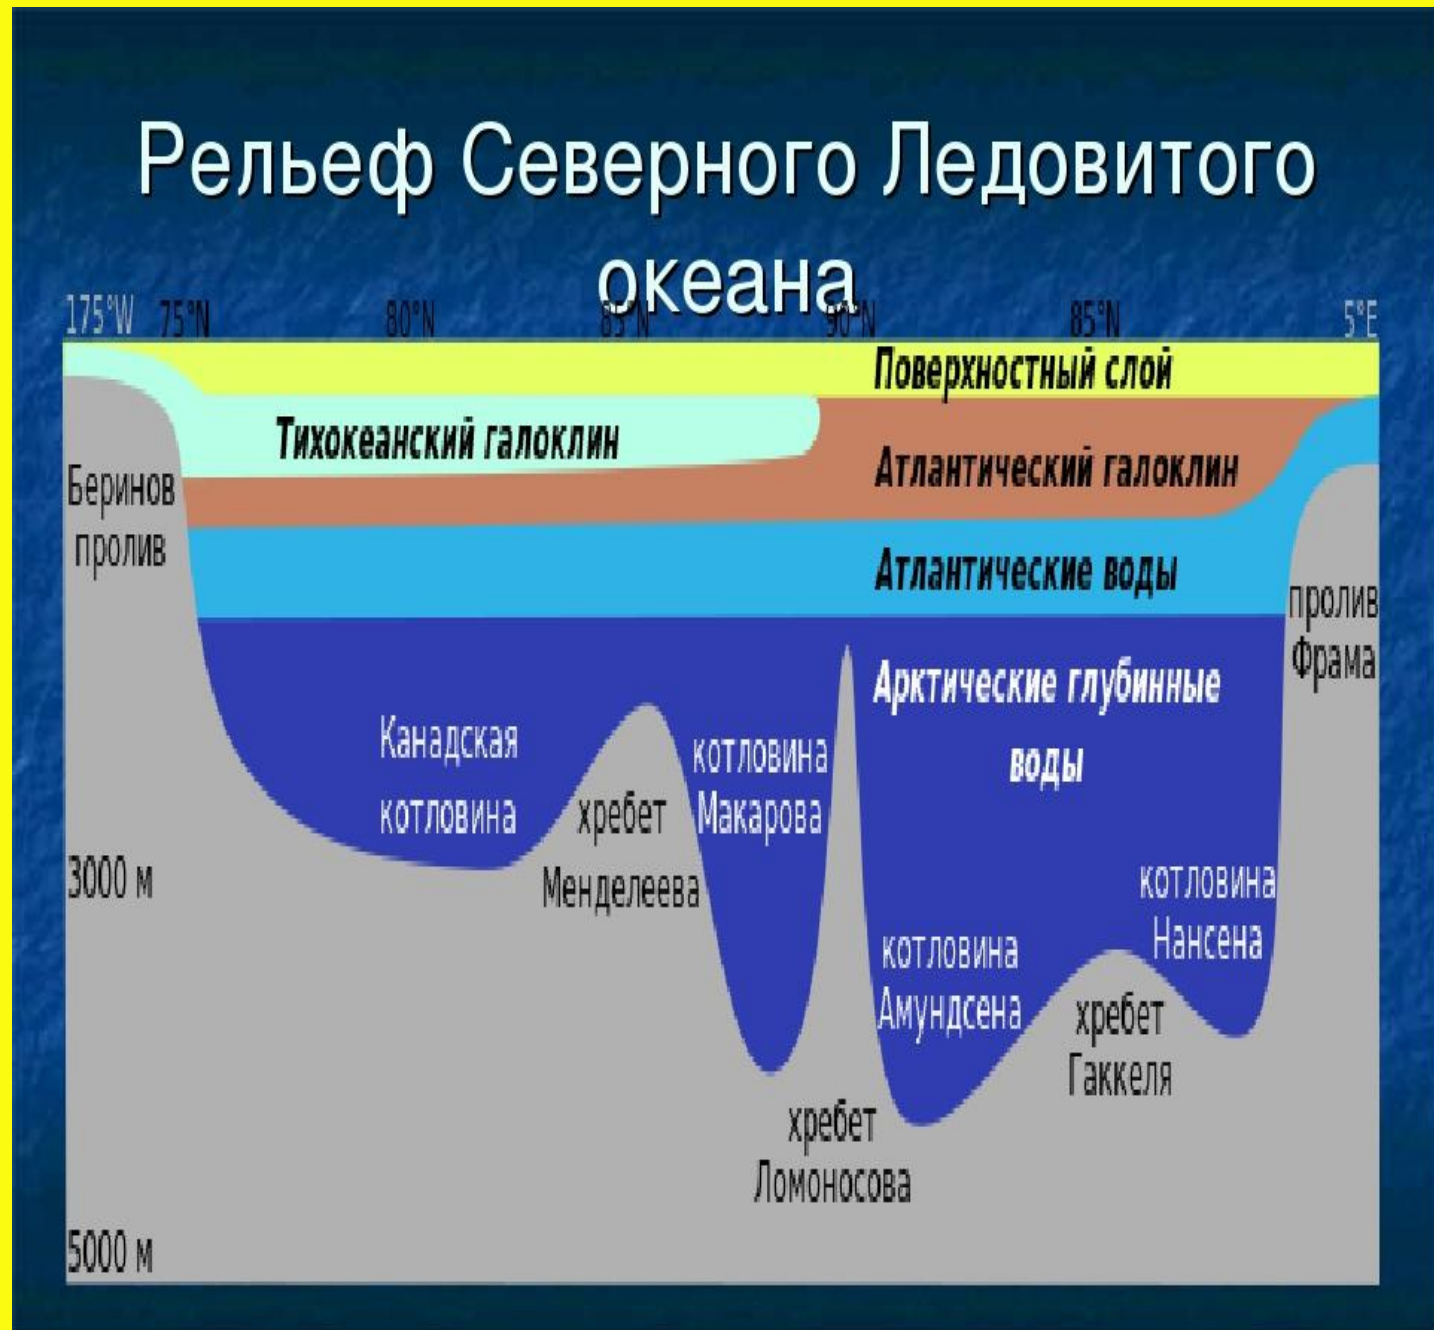 Рельеф Северного Ледовитого
океана
175°W 75°N 80°N 85°N 90°N 85°N 5°E
Поверхностный слой
Тихокеанский галоклин
Атлантический галоклин
Беринов
пролив
Атлантические воды
пролив
Фрама
Арктические глубинные
воды
Канадская
котловина
котловина
Макарова
хребет
Менделеева
3000 м
котловина
Нансена
котловина
Амундсена
хребет
Гаккеля
хребет
Ломоносова
5000 м